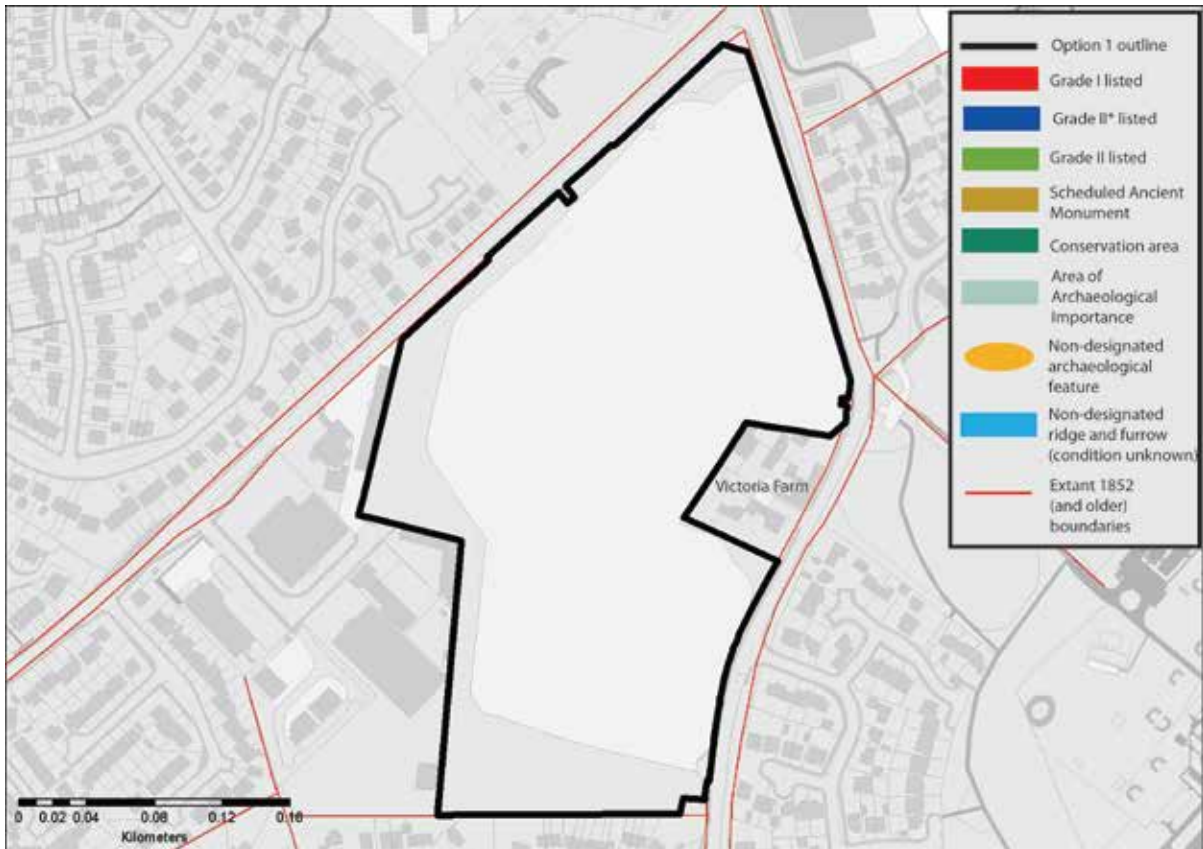 Option 1 outline
Grade I listed
Grade II* listed
Grade II listed
Scheduled Ancient
Monument
Conservation area
Area of
Archaeological
Importance
Non-designated
archaeological
feature
Non-designated
ridge and furrow
(condition unknown)
Extant 1852
(and older)
boundaries
Victoria Farm
0 0.02 0.04 0.08 0.12 0.16
Kilometers